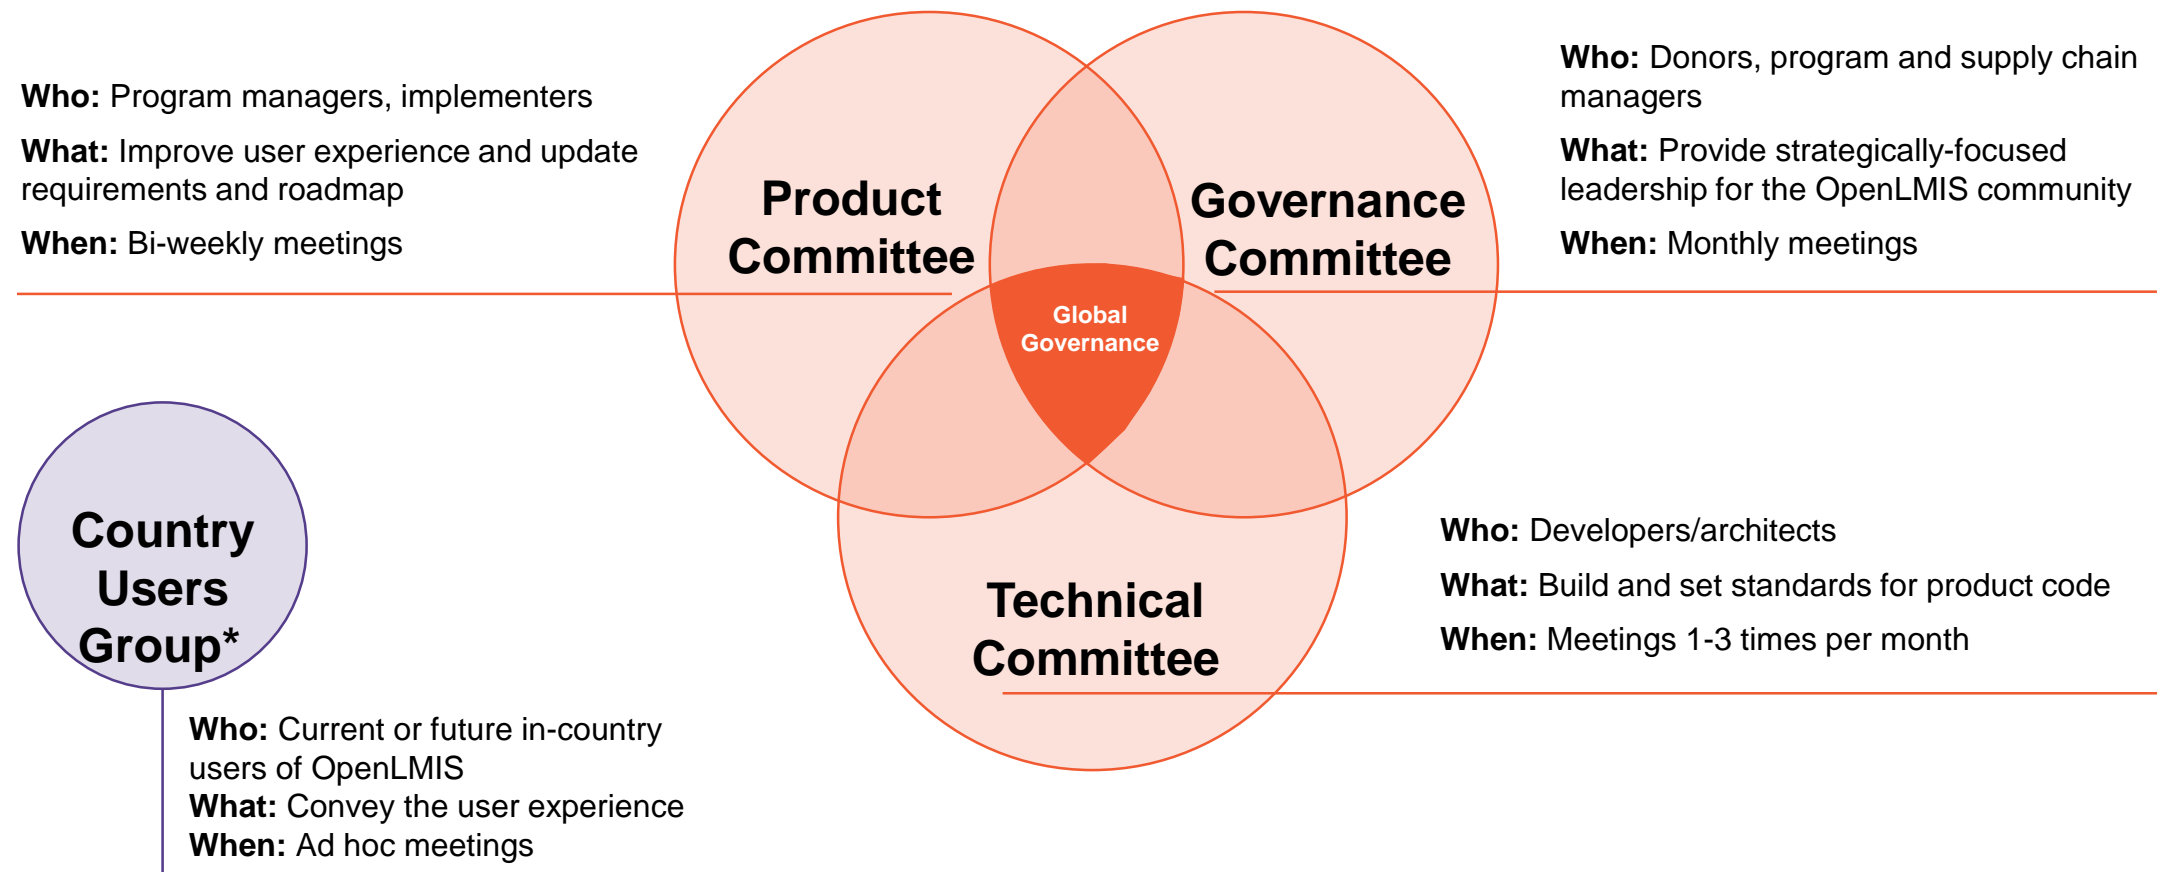 Who: Program managers, implementers
What: Improve user experience and update
requirements and roadmap
When: Bi-weekly meetings
Product
Committee
Governance
Committee
Who: Donors, program and supply chain
managers
What: Provide strategically-focused
leadership for the OpenLMIS community
When: Monthly meetings
Global
Governance
Country
Users
Group*
Technical
Committee
Who: Developers/architects
What: Build and set standards for product code
When: Meetings 1-3 times per month
Who: Current or future in-country
users of OpenLMIS
What: Convey the user experience
When: Ad hoc meetings